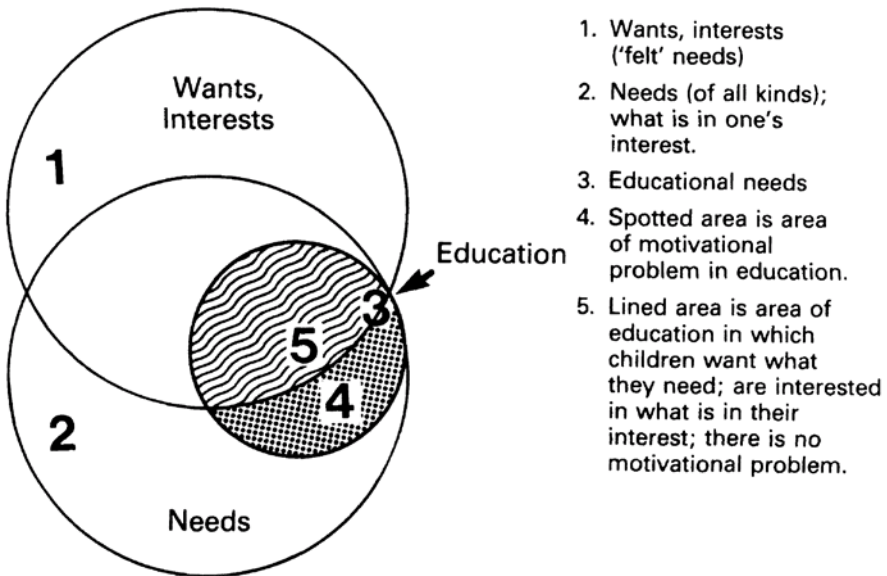 Wants,
Interests
1
Education
3
5
4
2
Needs
1. Wants, interests
('felt' needs)
2. Needs (of all kinds);
what is in one's
interest.
3. Educational needs
4. Spotted area is area
of motivational
problem in education.
5. Lined area is area of
education in which
children want what
they need; are interested
in what is in their
interest; there is no
motivational problem.